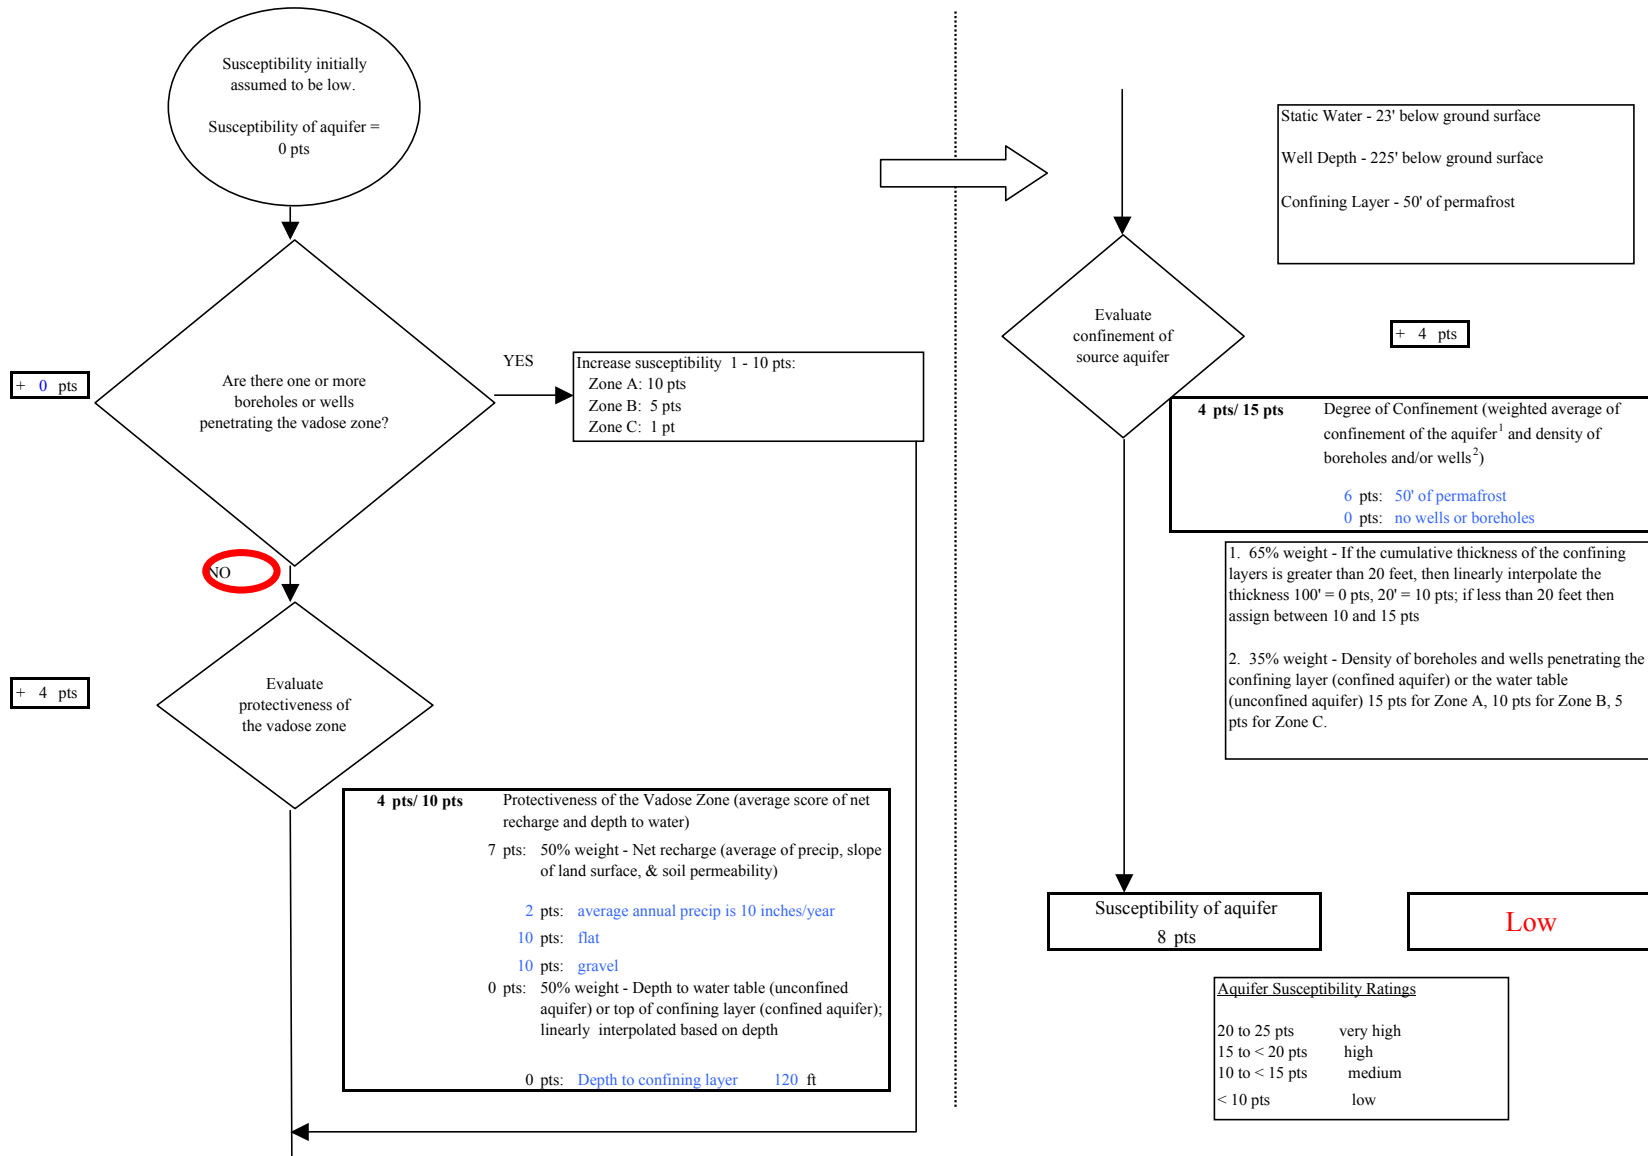 Susceptibility initially
assumed to be low.
Susceptibility of aquifer =
0 pts
+ 0 pts
Are there one or more
boreholes or wells
penetrating the vadose zone?
YES
Increase susceptibility 1 - 10 pts:
Zone A: 10 pts
Zone B: 5 pts
Zone C: 1 pt
NO
+ 4 pts
Evaluate
protectiveness of
the vadose zone
4 pts/ 10 pts Protectiveness of the Vadose Zone (average score of net
recharge and depth to water)
7 pts: 50% weight - Net recharge (average of precip, slope
of land surface, & soil permeability)
2 pts: average annual precip is 10 inches/year
10 pts: flat
10 pts: gravel
0 pts: 50% weight - Depth to water table (unconfined
aquifer) or top of confining layer (confined aquifer);
linearly interpolated based on depth
0 pts: Depth to confining layer 120 ft
Static Water - 23' below ground surface
Well Depth - 225' below ground surface
Confining Layer - 50' of permafrost
Evaluate
confinement of
source aquifer
+ 4 pts
4 pts/ 15 pts Degree of Confinement (weighted average of
confinement of the aquifer1 and density of
boreholes and/or wells2)
6 pts: 50' of permafrost
0 pts: no wells or boreholes
1. 65% weight - If the cumulative thickness of the confining
layers is greater than 20 feet, then linearly interpolate the
thickness 100' = 0 pts, 20' = 10 pts; if less than 20 feet then
assign between 10 and 15 pts
2. 35% weight - Density of boreholes and wells penetrating the
confining layer (confined aquifer) or the water table
(unconfined aquifer) 15 pts for Zone A, 10 pts for Zone B, 5
pts for Zone C.
Susceptibility of aquifer
8 pts
Low
Aquifer Susceptibility Ratings
20 to 25 pts very high
15 to < 20 pts high
10 to < 15 pts medium
< 10 pts low